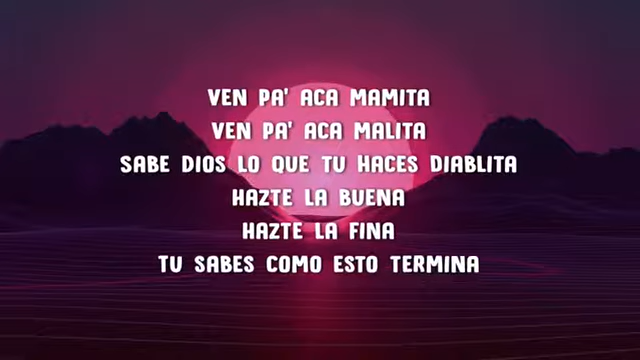 VEN PA' ACA MAMITA
VEN PA' ACA MALITA
SABE DIOS LO QUE TU HACES DIABLITA
HAZTE LA BUENA
HAZTE LA FINA
TU SABES COMO ESTO TERMINA